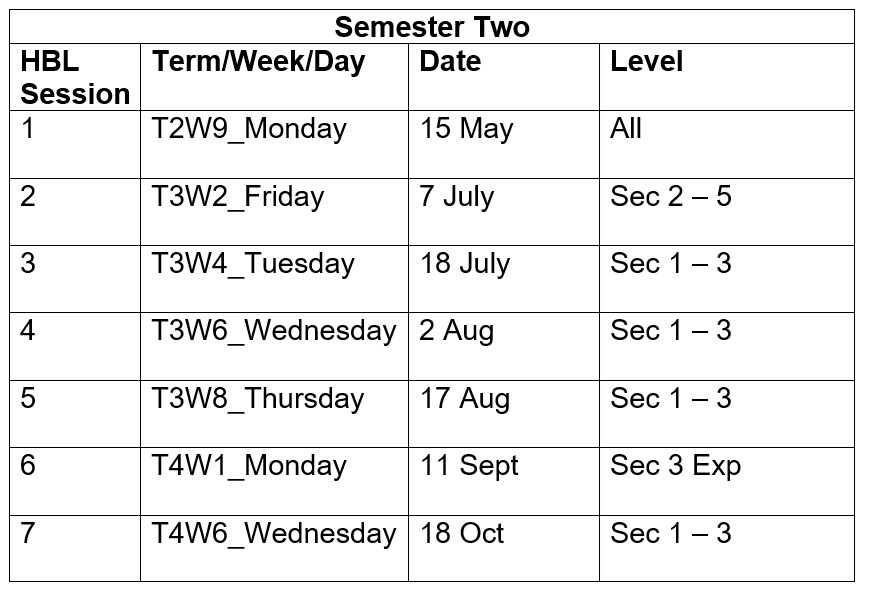 Semester Two
HBL Session Term/Week/Day Date Level
1 T2W9_Monday 15 May All
2 T3W2_Friday 7 July Sec 2 – 5
3 T3W4_Tuesday 18 July Sec 1 – 3
4 T3W6_Wednesday 2 Aug Sec 1 – 3
5 T3W8_Thursday 17 Aug Sec 1 – 3
6 T4W1_Monday 11 Sept Sec 3 Exp
7 T4W6_Wednesday 18 Oct Sec 1 – 3